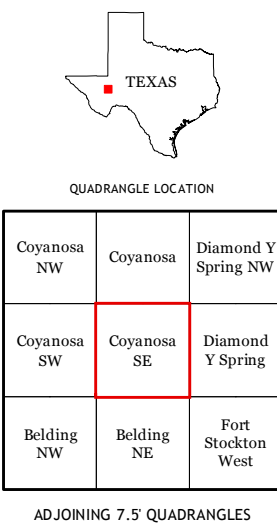 TEXAS
QUADRANGLE LOCATION
Coyanosa
NW
Coyanosa
Diamond Y
Spring NW
Coyanosa
SW
Coyanosa
SE
Diamond
Y Spring
Belding
NW
Belding
NE
Fort
Stockton
West
ADJOINING 7.5' QUADRANGLES